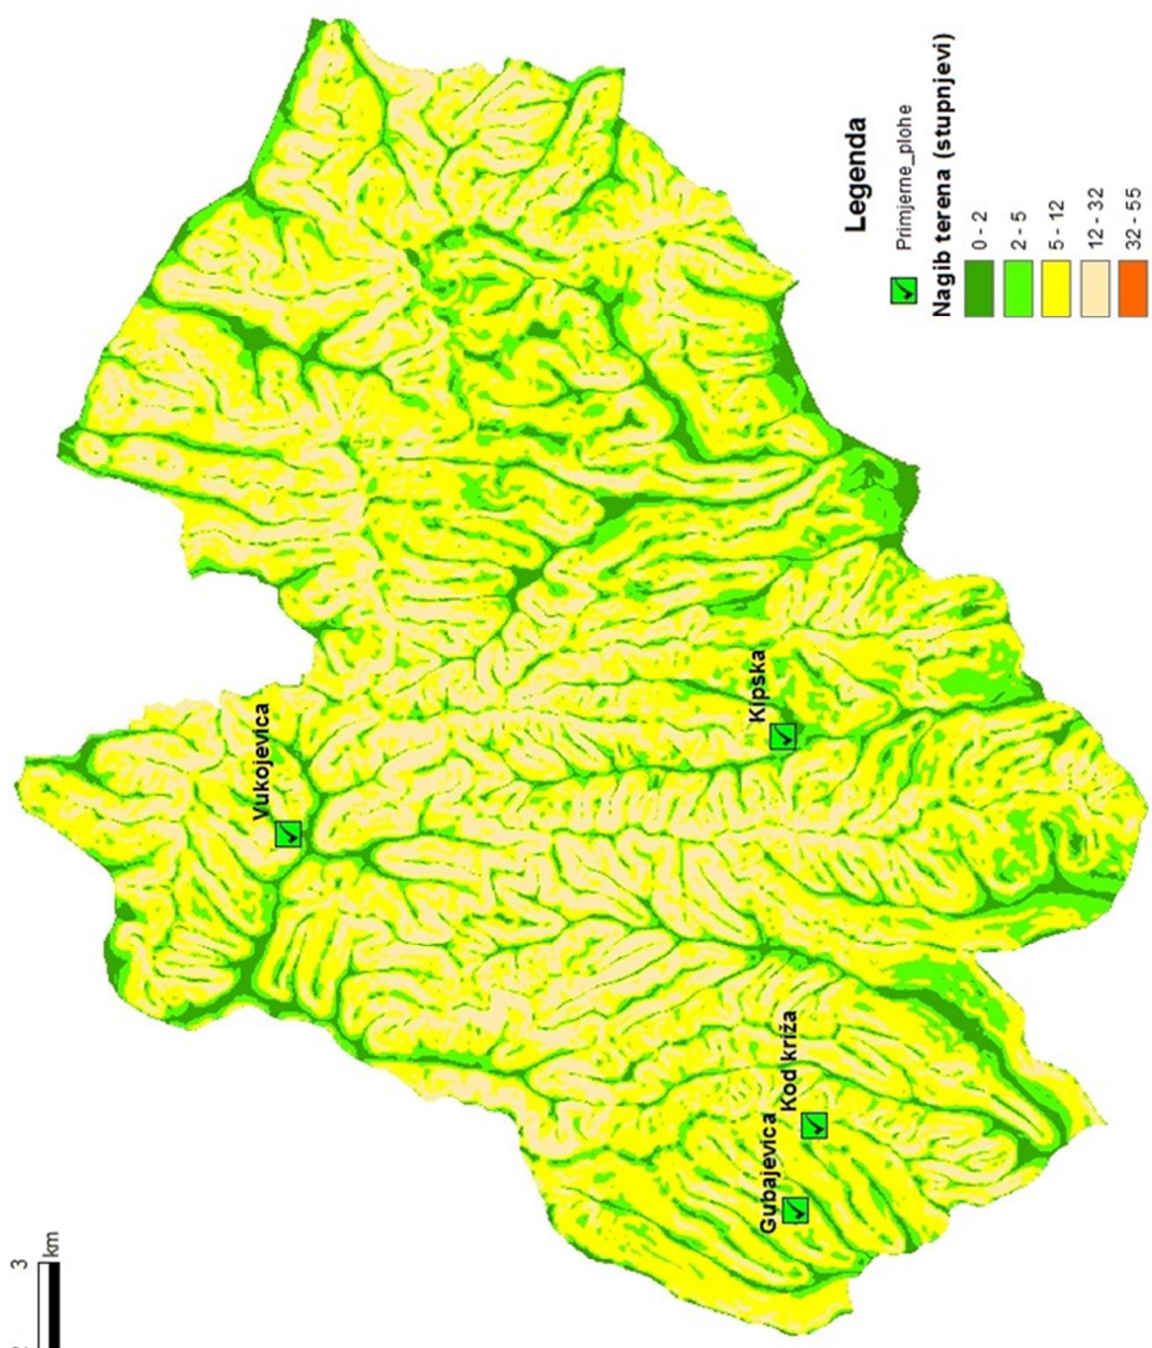 Vukojevica
Kipska
Kod križa
Gubajevica
Legenda
Primjerne_plohe
Nagib terena (stupnjevi)
0 - 2
2 - 5
5 - 12
12 - 32
32 - 55
3
km